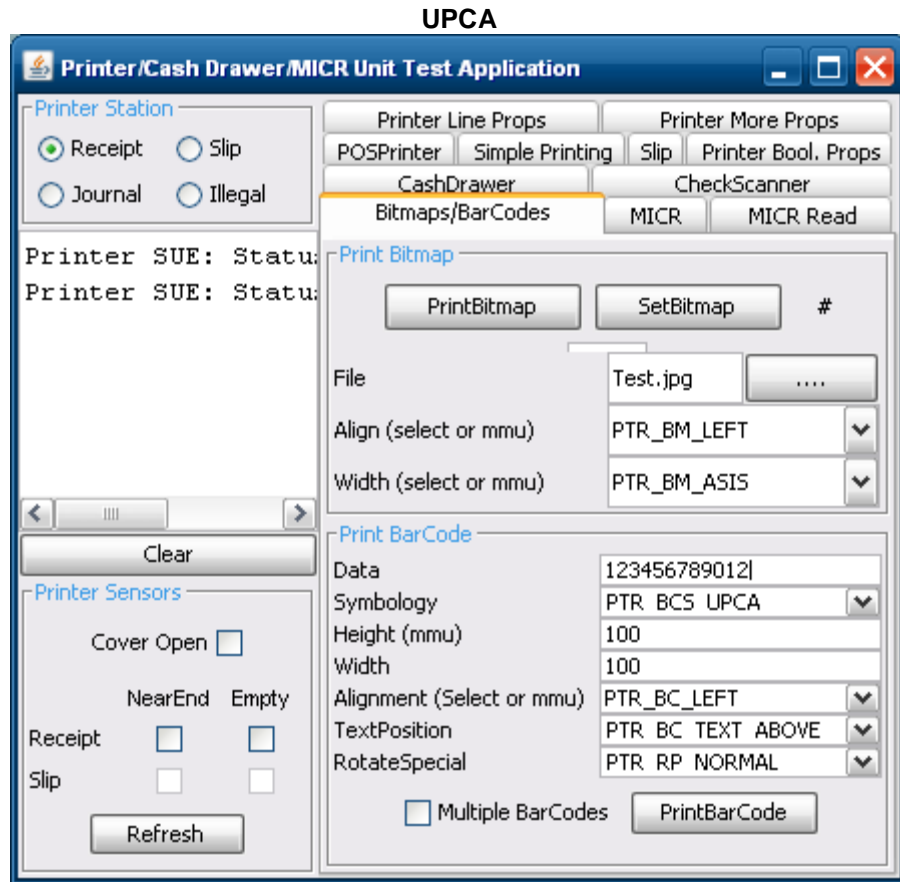 UPCA
Printer/Cash Drawer/MICR Unit Test Application
Printer Station
Receipt Slip
Journal Illegal
Printer SUE: Statu
Printer SUE: Statu
Clear
Printer Sensors
Cover Open
NearEnd Empty
Receipt
Slip
Refresh
Printer Line Props Printer More Props
POSPrinter Simple Printing Slip Printer Bool. Props
CashDrawer CheckScanner
Bitmaps/BarCodes MICR MICR Read
Print Bitmap
PrintBitmap SetBitmap #
File Test.jpg ....
Align (select or mmu) PTR_BM_LEFT
Width (select or mmu) PTR_BM_ASIS
Print BarCode
Data 123456789012
Symbology PTR_BCS_UPCA
Height (mmu) 100
Width 100
Alignment (Select or mmu) PTR_BC_LEFT
TextPosition PTR_BC_TEXT_ABOVE
RotateSpecial PTR_RP_NORMAL
Multiple BarCodes PrintBarCode